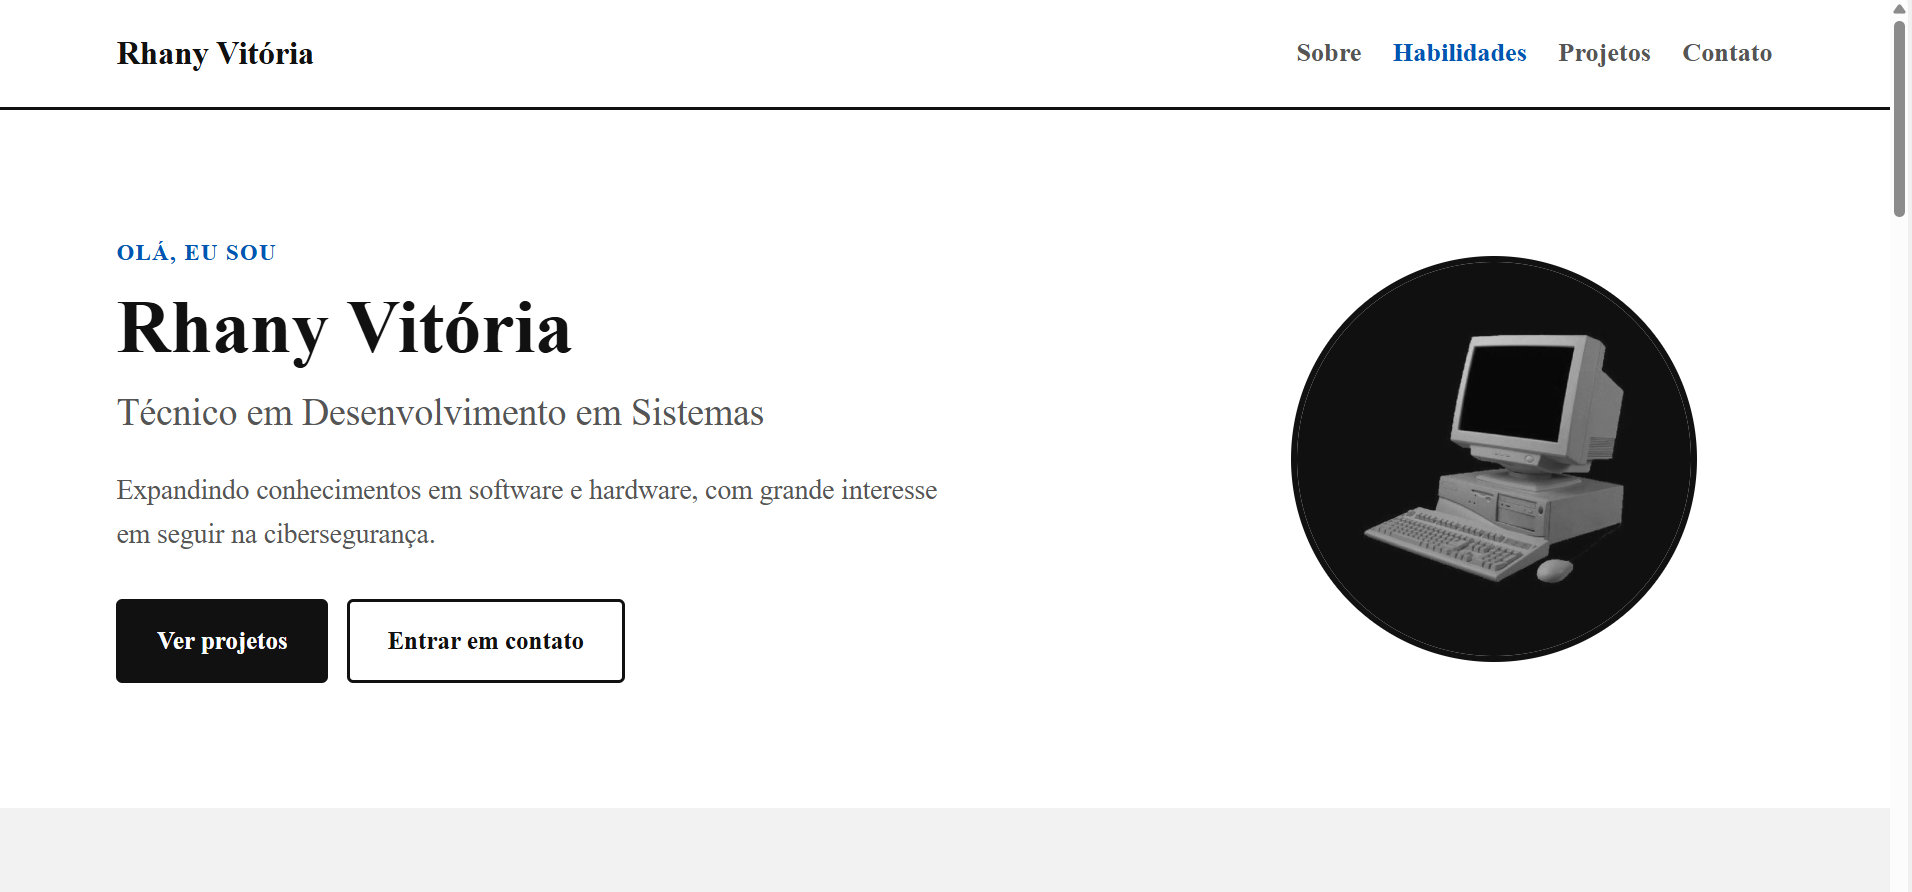 Rhany Vitória
Sobre Habilidades Projetos Contato
OLÁ, EU SOU
Rhany Vitória
Técnico em Desenvolvimento em Sistemas
Expandindo conhecimentos em software e hardware, com grande interesse
em seguir na cibersegurança.
Ver projetos
Entrar em contato